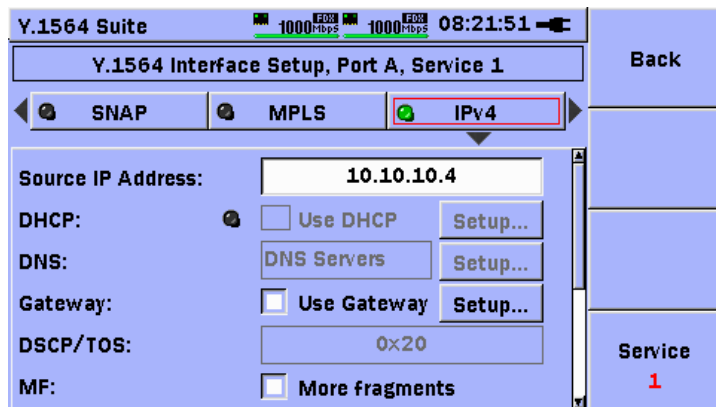 Y.1564 Suite 1000 FDX Mbps 1000 FDX Mbps 08:21:51
Back
Y.1564 Interface Setup, Port A, Service 1
SNAP MPLS IPv4
Source IP Address: 10.10.10.4
DHCP: Use DHCP Setup...
DNS: DNS Servers Setup...
Gateway: Use Gateway Setup...
DSCP/TOS: 0x20
MF: More fragments
Service
1